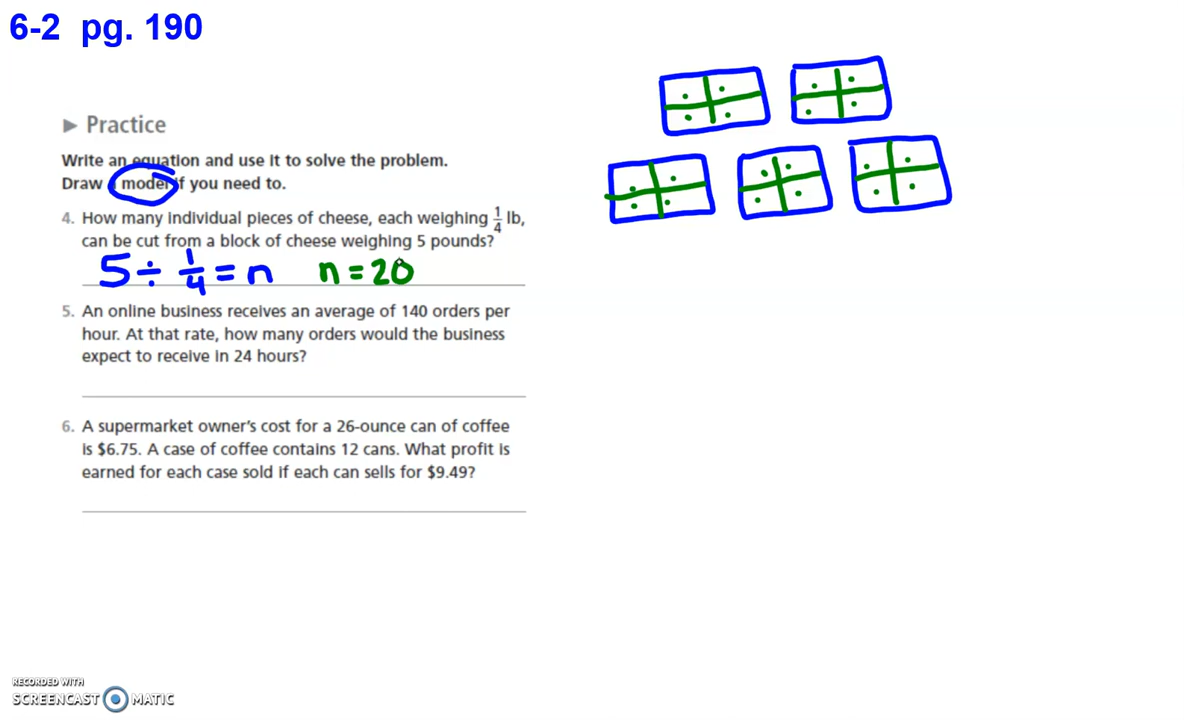 6-2 pg. 190
► Practice
Write an equation and use it to solve the problem.
Draw a model if you need to.
4. How many individual pieces of cheese, each weighing 1/4 lb,
can be cut from a block of cheese weighing 5 pounds?
5 ÷ 1/4 = n n = 20
5. An online business receives an average of 140 orders per
hour. At that rate, how many orders would the business
expect to receive in 24 hours?
6. A supermarket owner's cost for a 26-ounce can of coffee
is $6.75. A case of coffee contains 12 cans. What profit is
earned for each case sold if each can sells for $9.49?
RECORDED WITH
SCREENCAST MATIC